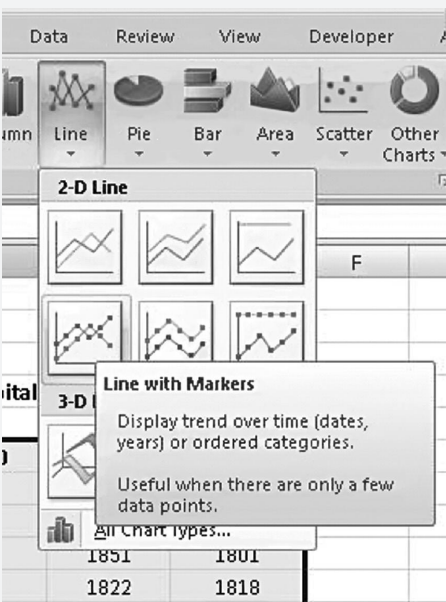 Data Review View Developer
umn Line Pie Bar Area Scatter Other
Charts
2-D Line
F
Line with Markers
ital
3-D
Display trend over time (dates,
years) or ordered categories.
Useful when there are only a few
data points.
All Chart Types...
1851 1801
1822 1818